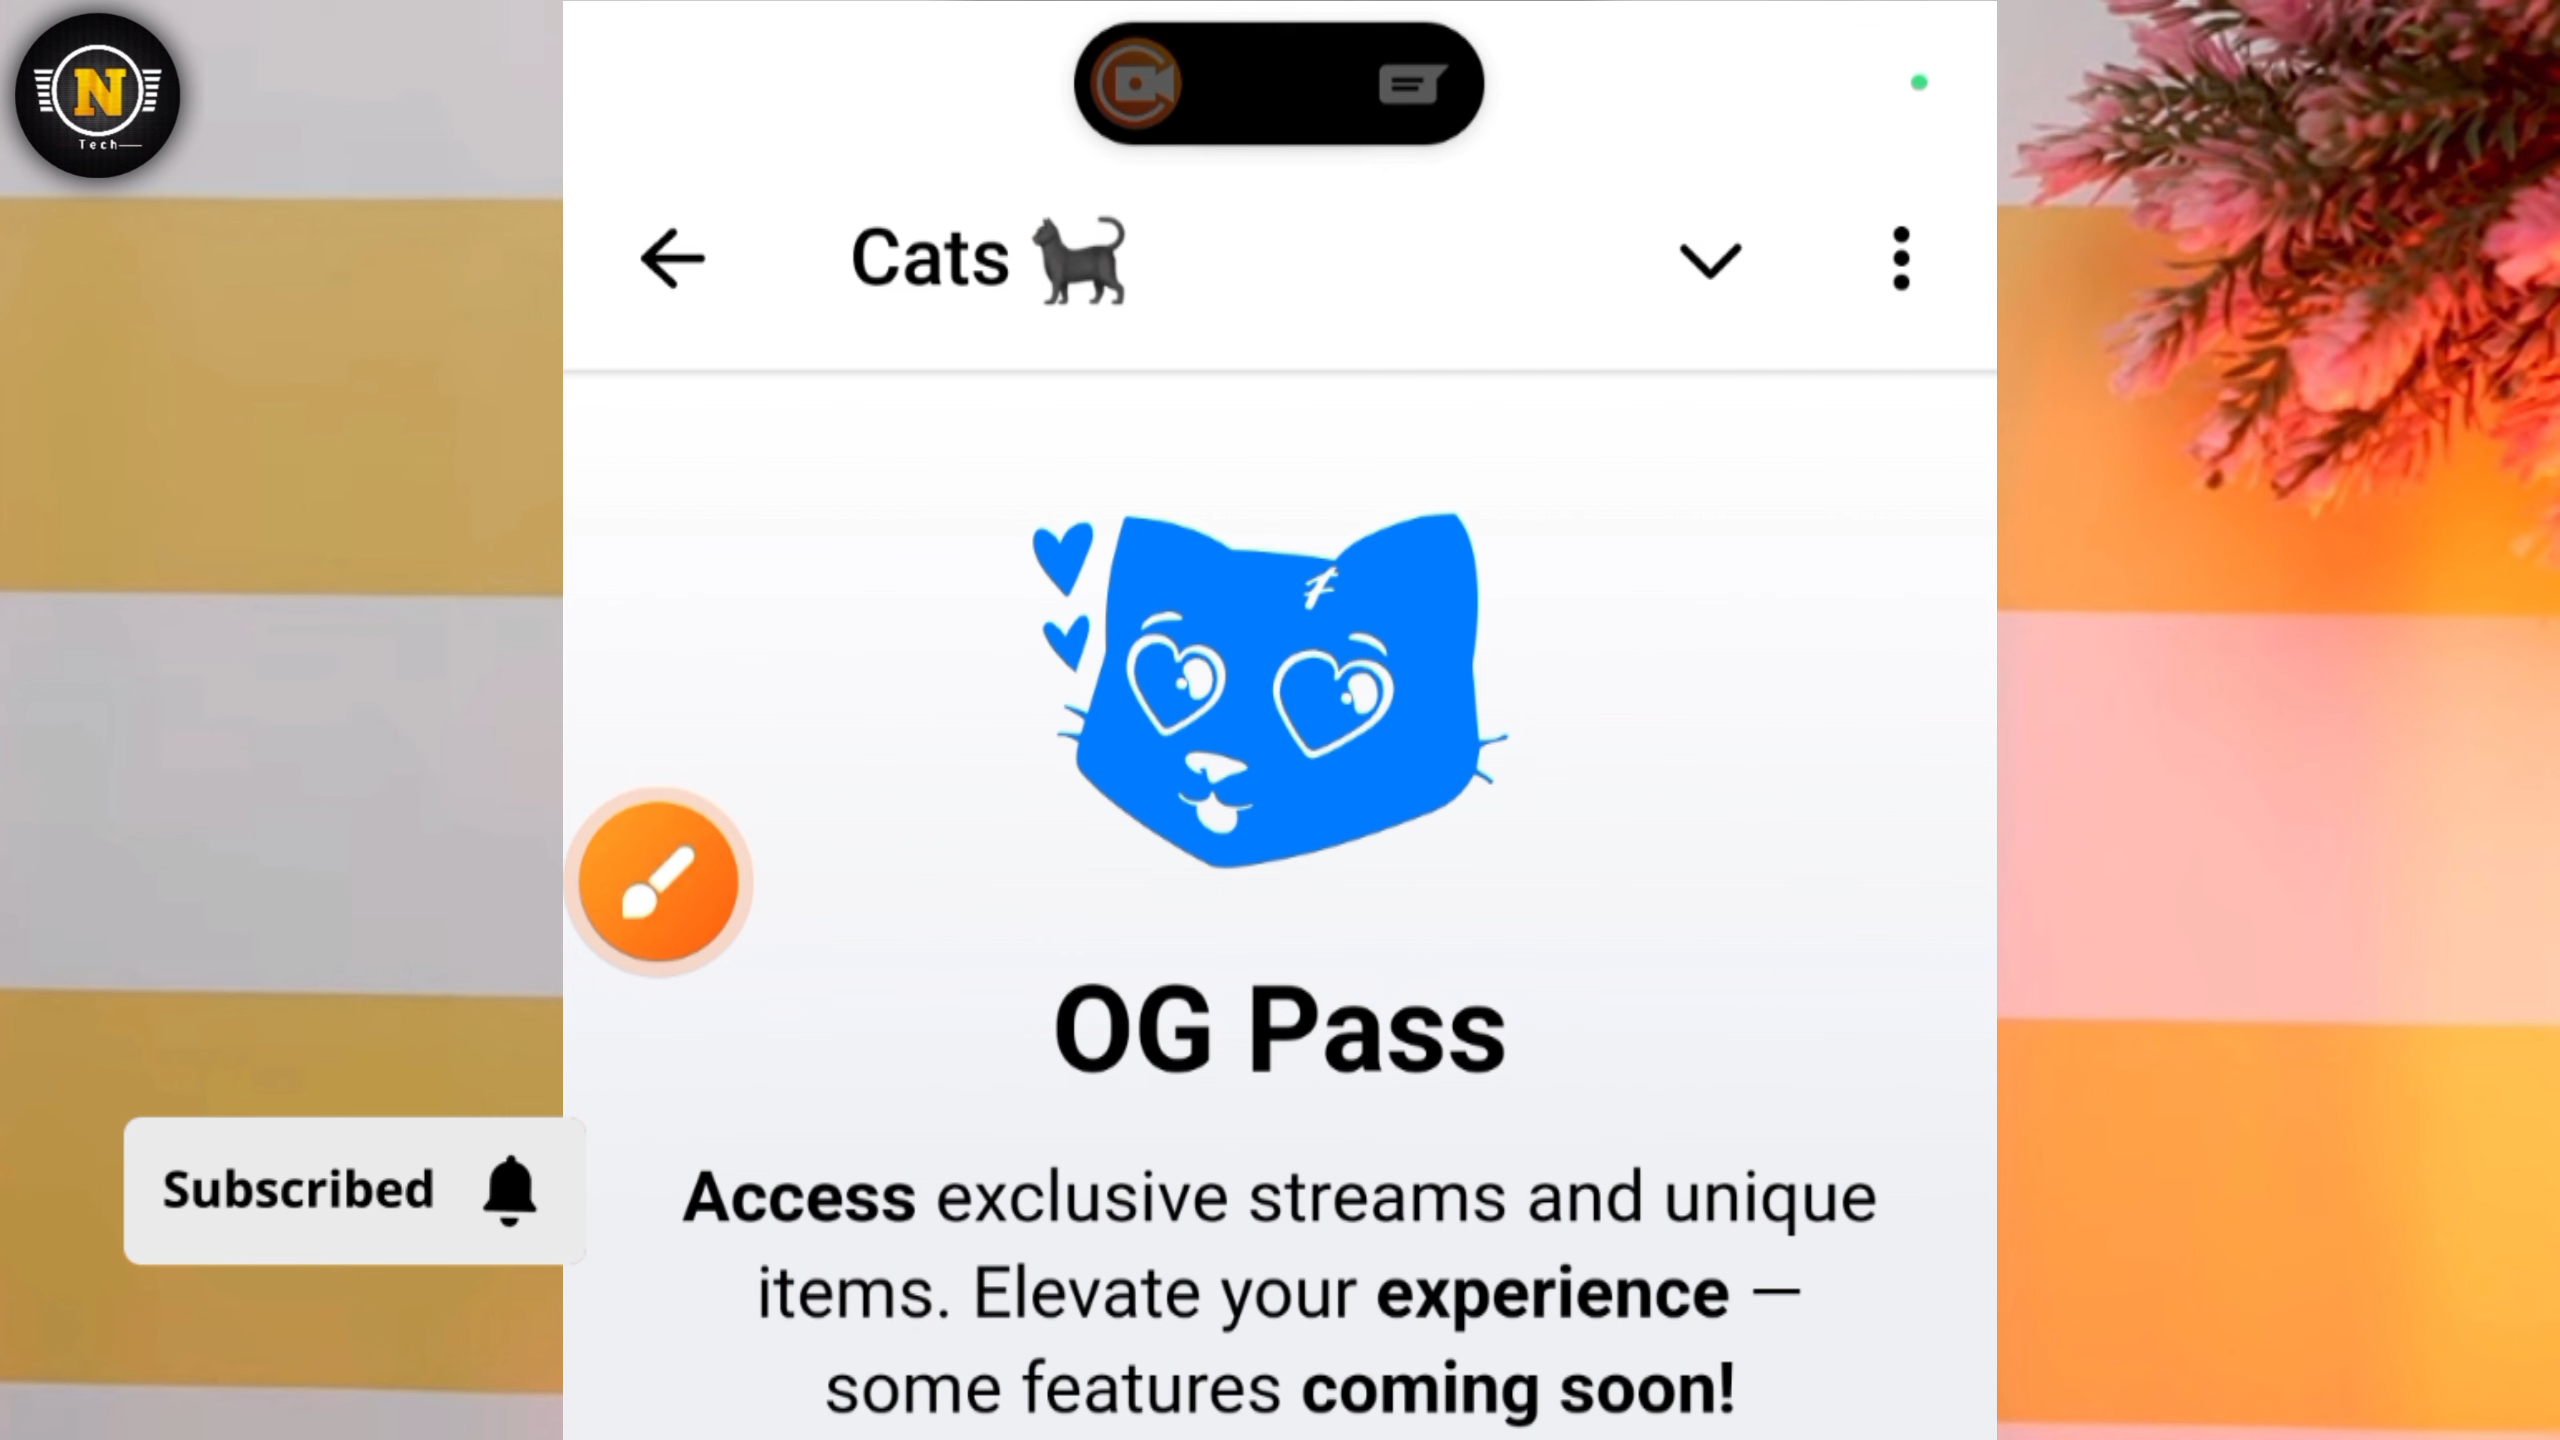 N
Tech
Cats
OG Pass
Access exclusive streams and unique
items. Elevate your experience —
some features coming soon!
Subscribed